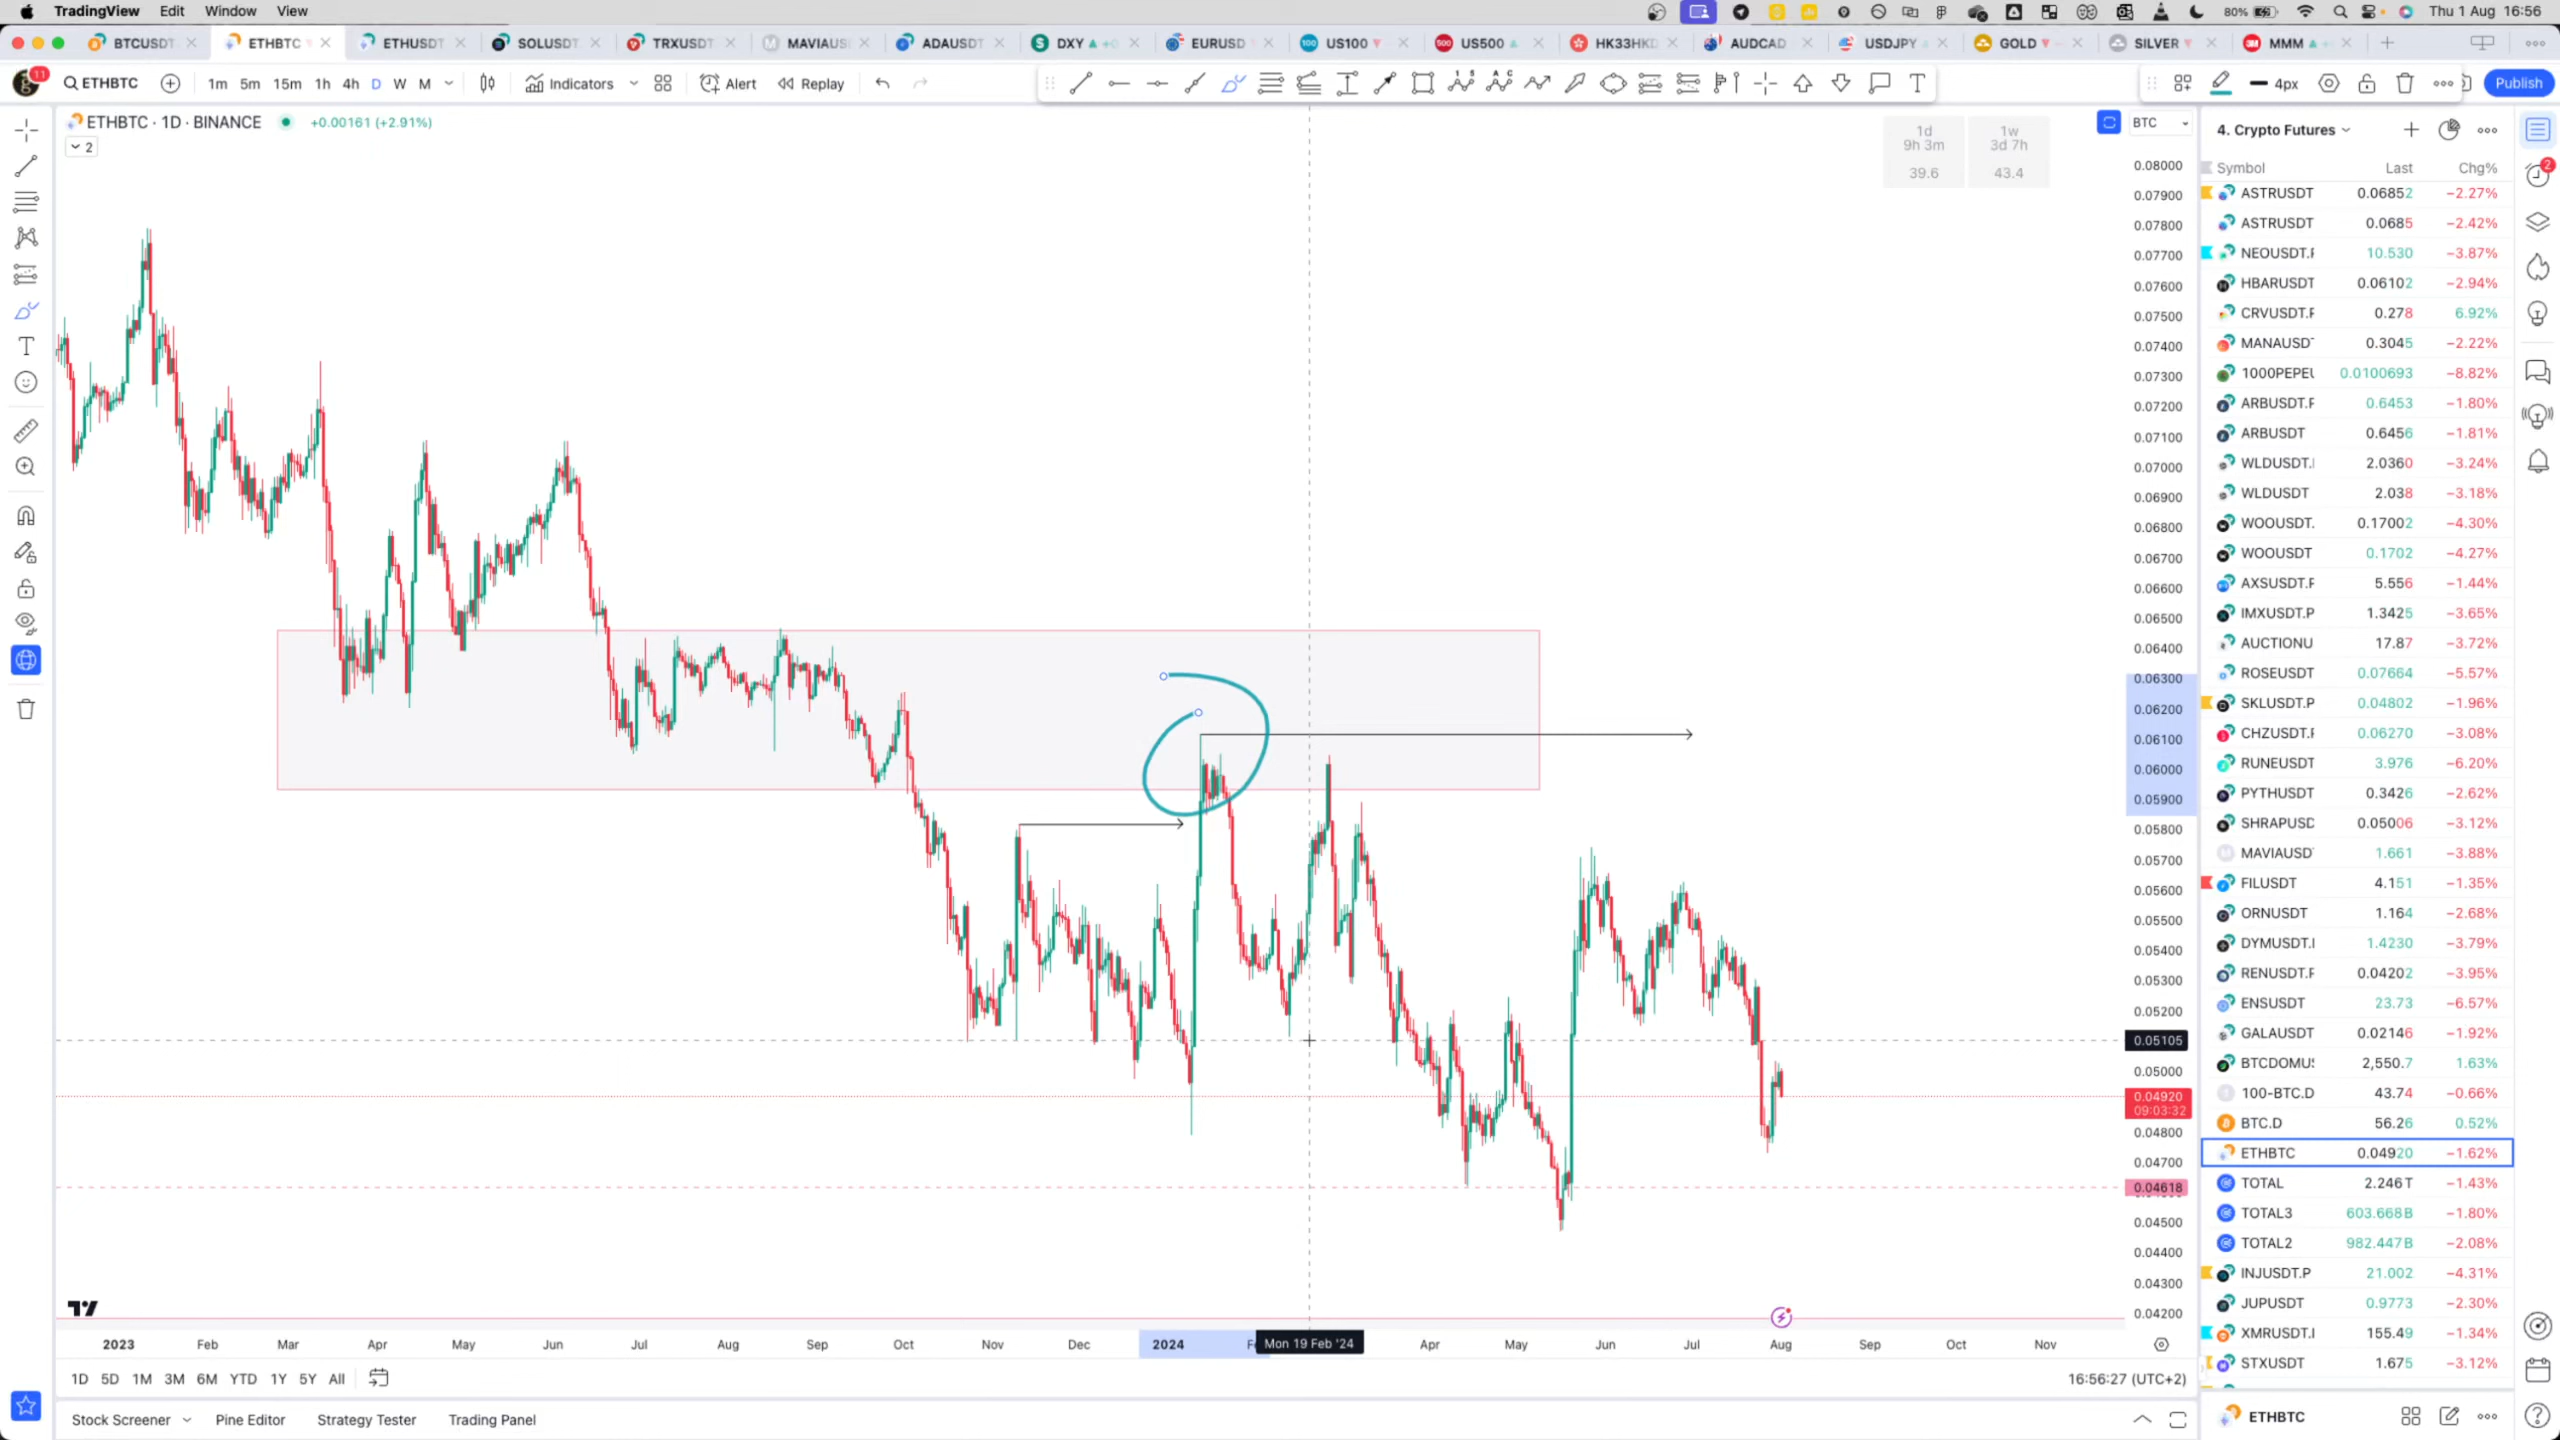 TradingView Edit Window View 80% Thu 1 Aug 16:56
BTCUSDT ETHBTC ETHUSDT SOLUSDT TRXUSDT MAVIAUS ADAUSDT DXY EURUSD US100 US500 HK33HKD AUDCAD USDJPY GOLD SILVER MMM
11 ETHBTC 1m 5m 15m 1h 4h D W M Indicators Alert Replay 4px Publish
ETHBTC · 1D · BINANCE +0.00161 (+2.91%)
2
1d
9h 3m
39.6
1w
3d 7h
43.4
BTC
0.08000
0.07900
0.07800
0.07700
0.07600
0.07500
0.07400
0.07300
0.07200
0.07100
0.07000
0.06900
0.06800
0.06700
0.06600
0.06500
0.06400
0.06300
0.06200
0.06100
0.06000
0.05900
0.05800
0.05700
0.05600
0.05500
0.05400
0.05300
0.05200
0.05105
0.05000
0.04920
09:03:32
0.04800
0.04700
0.04618
0.04500
0.04400
0.04300
0.04200
2023 Feb Mar Apr May Jun Jul Aug Sep Oct Nov Dec 2024 Mon 19 Feb '24 Apr May Jun Jul Aug Sep Oct Nov
1D 5D 1M 3M 6M YTD 1Y 5Y All 16:56:27 (UTC+2)
Stock Screener Pine Editor Strategy Tester Trading Panel
4. Crypto Futures
2
Symbol Last Chg%
ASTRUSDT 0.06852 −2.27%
ASTRUSDT 0.0685 −2.42%
NEOUSDT.F 10.530 −3.87%
HBARUSDT 0.06102 −2.94%
CRVUSDT.F 0.278 6.92%
MANAUSD 0.3045 −2.22%
1000PEPEU 0.0100693 −8.82%
ARBUSDT.F 0.6453 −1.80%
ARBUSDT 0.6456 −1.81%
WLDUSDT. 2.0360 −3.24%
WLDUSDT 2.038 −3.18%
WOOUSDT. 0.17002 −4.30%
WOOUSDT 0.1702 −4.27%
AXSUSDT.F 5.556 −1.44%
IMXUSDT.P 1.3425 −3.65%
AUCTIONU 17.87 −3.72%
ROSEUSDT 0.07664 −5.57%
SKLUSDT.P 0.04802 −1.96%
CHZUSDT.F 0.06270 −3.08%
RUNEUSDT 3.976 −6.20%
PYTHUSDT 0.3426 −2.62%
SHRAPUSD 0.05006 −3.12%
MAVIAUSD 1.661 −3.88%
FILUSDT 4.151 −1.35%
ORNUSDT 1.164 −2.68%
DYMUSDT. 1.4230 −3.79%
RENUSDT.F 0.04202 −3.95%
ENSUSDT 23.73 −6.57%
GALAUSDT 0.02146 −1.92%
BTCDOMU 2,550.7 1.63%
100-BTC.D 43.74 −0.66%
BTC.D 56.26 0.52%
ETHBTC 0.04920 −1.62%
TOTAL 2.246T −1.43%
TOTAL3 603.668B −1.80%
TOTAL2 982.447B −2.08%
INJUSDT.P 21.002 −4.31%
JUPUSDT 0.9773 −2.30%
XMRUSDT. 155.49 −1.34%
STXUSDT 1.675 −3.12%
ETHBTC